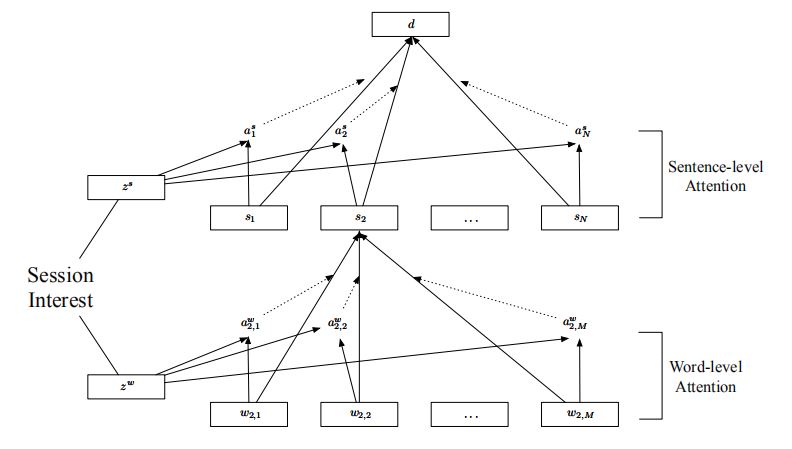 d
a_1^s a_2^s a_N^s
z^s
Sentence-level
Attention
s_1 s_2 ... s_N
Session
Interest
a_{2,1}^w a_{2,2}^w a_{2,M}^w
z^w
Word-level
Attention
w_{2,1} w_{2,2} ... w_{2,M}